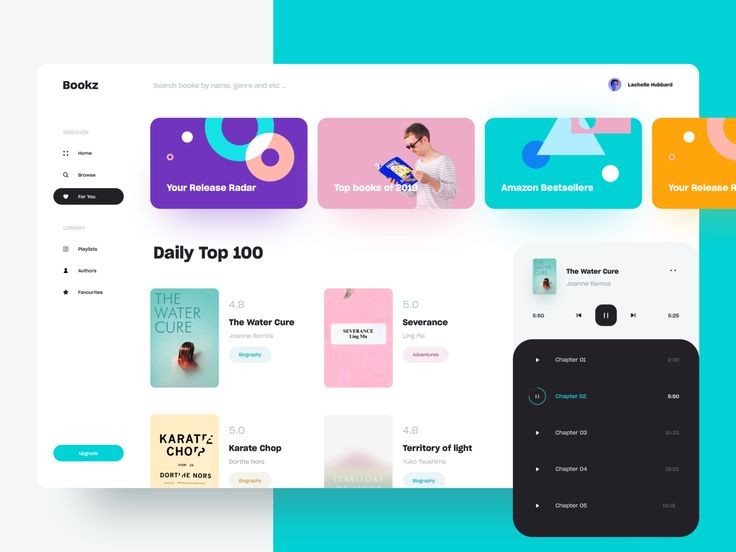 Bookz
Search books by name, genre and etc ...
Lachelle Hubbard
DISCOVER
Home
Browse
For You
LIBRARY
Playlists
Authors
Favourites
Upgrade
Your Release Radar
Top books of 2019
Amazon Bestsellers
Your Release R
Daily Top 100
THE
WATER
CURE
4.8
The Water Cure
Joanne Ramos
Biography
SEVERANCE
Ling Ma
5.0
Severance
Ling Ma
Adventures
KARATE
CHOP
DORTHE NORS
5.0
Karate Chop
Dorthe Nors
Biography
TERRITORY
4.8
Territory of light
Yuko Tsushima
Biography
THE
WATER
CURE
The Water Cure
Joanne Ramos
5:50
5:25
Chapter 01 2:30
Chapter 02 5:50
Chapter 03 10:33
Chapter 04 10:25
Chapter 05 10:18